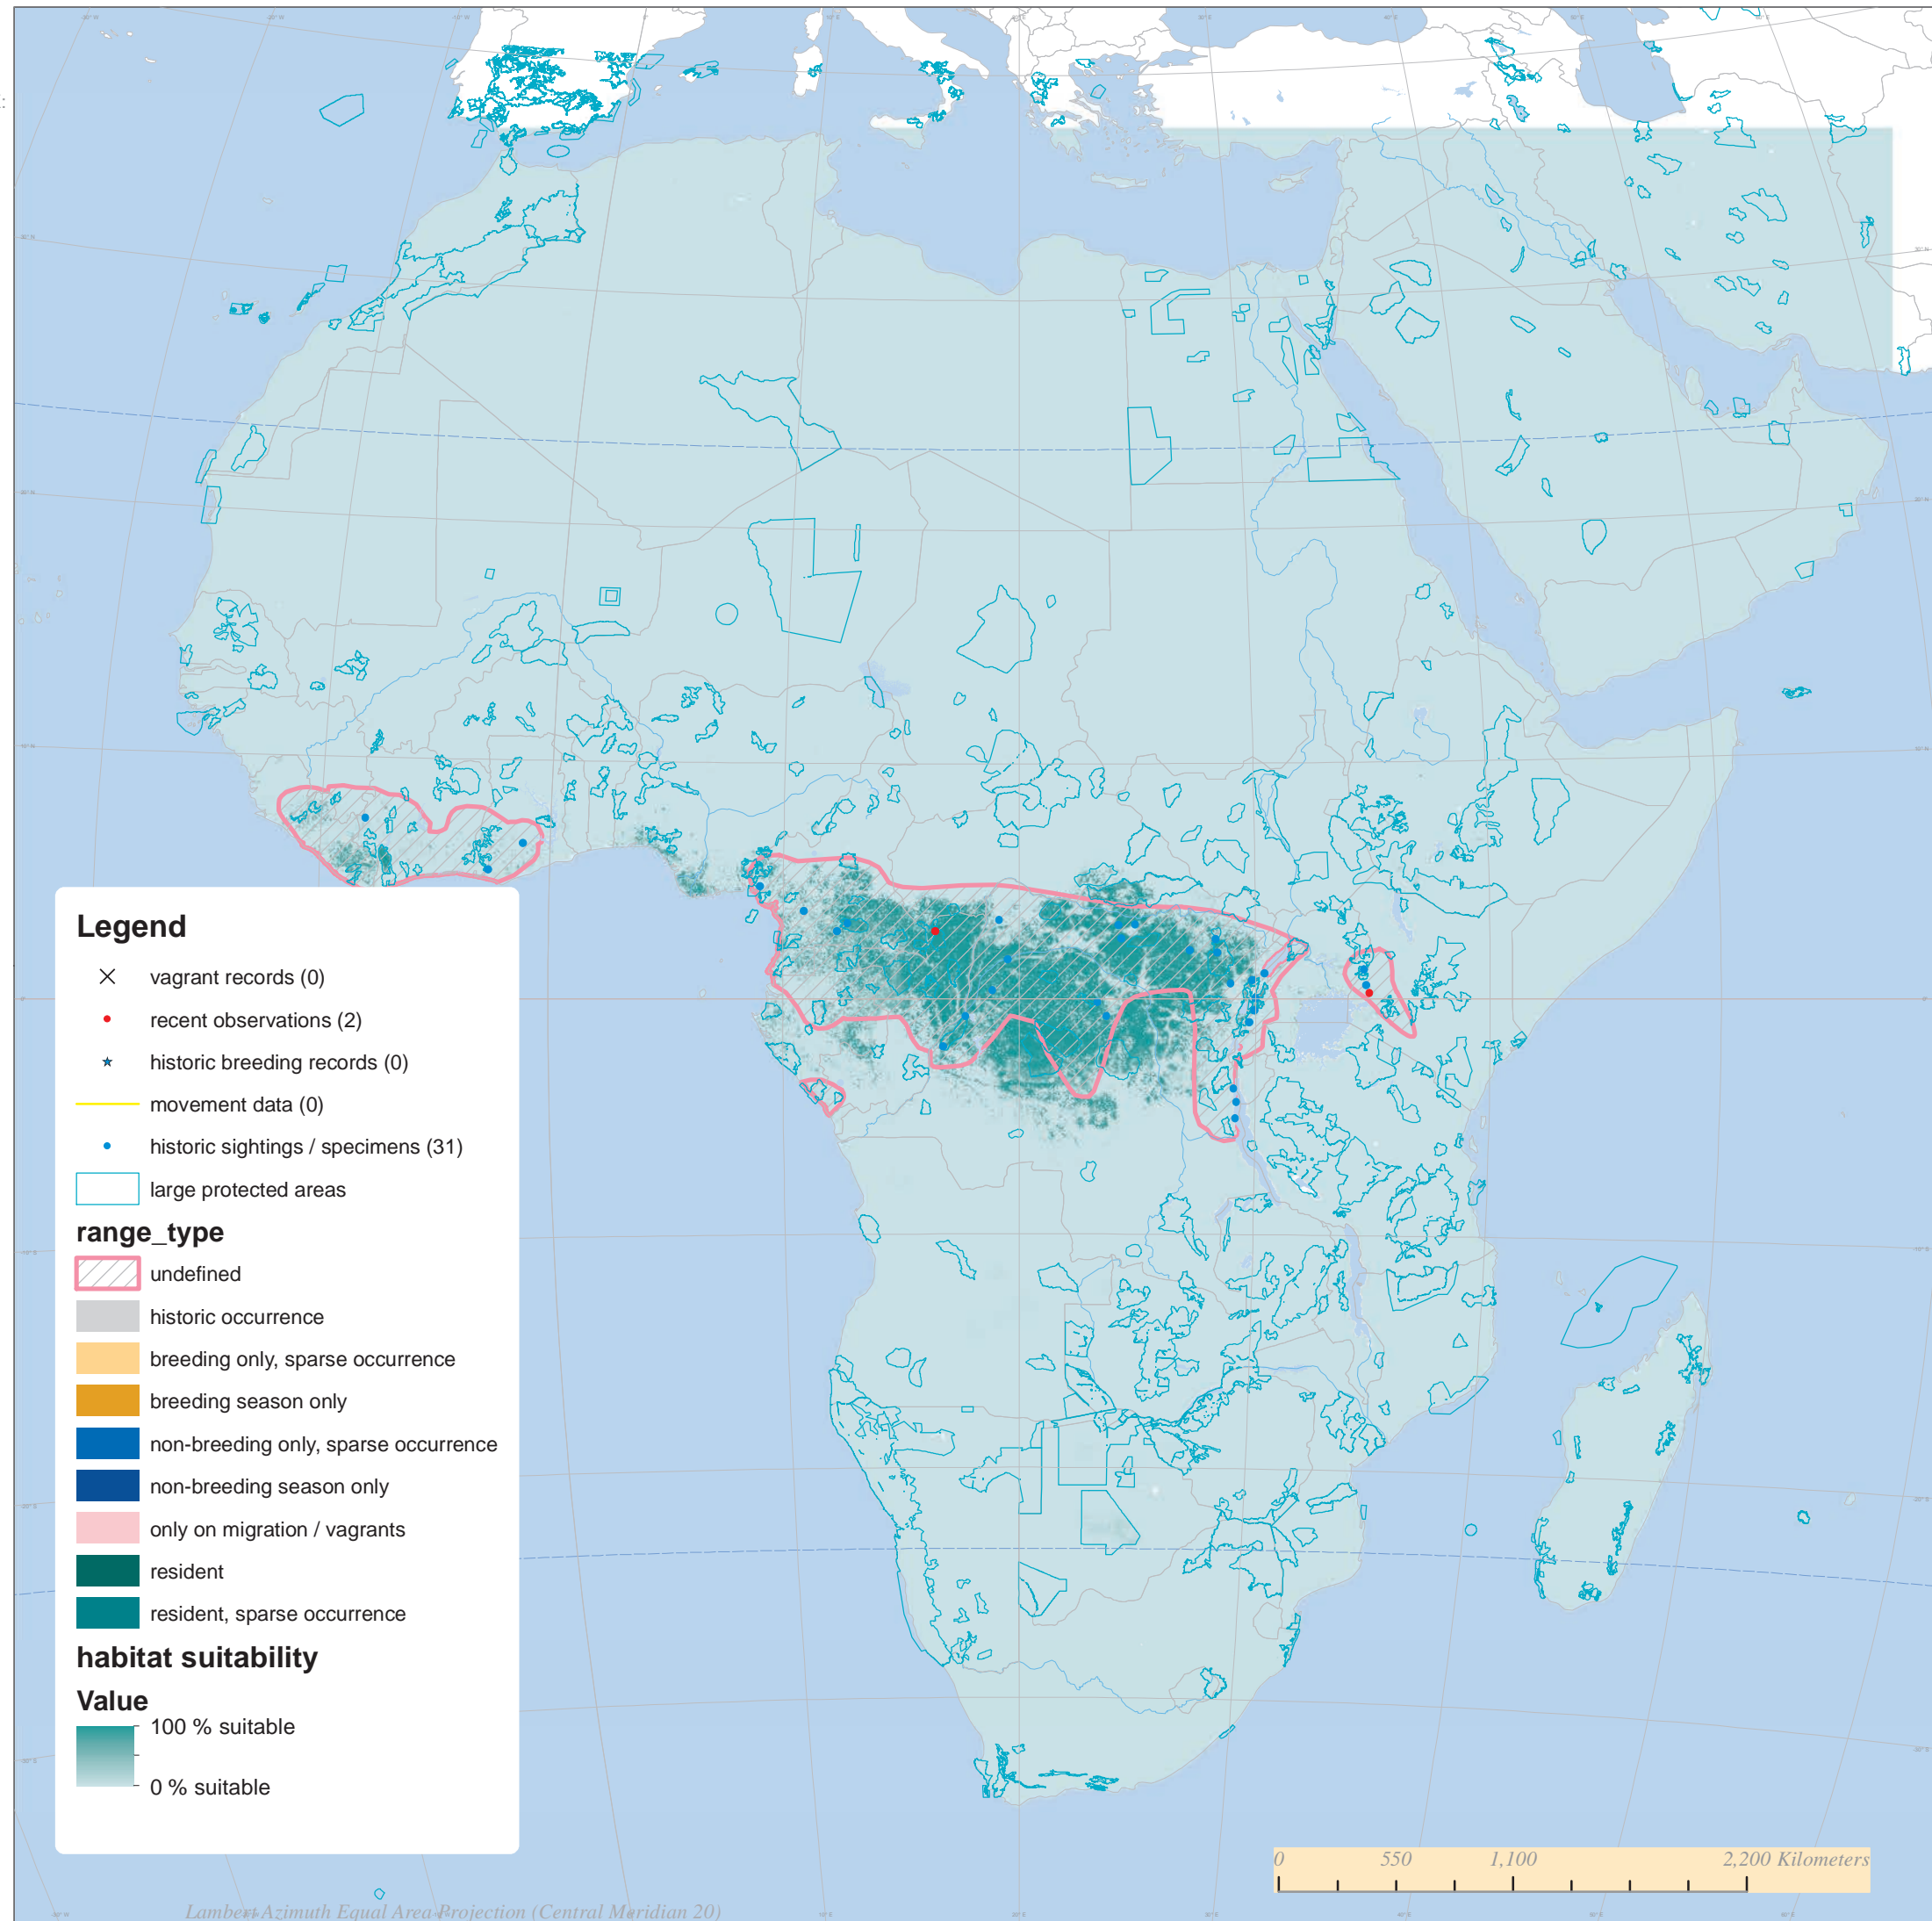 Legend
vagrant records (0)
recent observations (2)
historic breeding records (0)
movement data (0)
historic sightings / specimens (31)
large protected areas
range_type
undefined
historic occurrence
breeding only, sparse occurrence
breeding season only
non-breeding only, sparse occurrence
non-breeding season only
only on migration / vagrants
resident
resident, sparse occurrence
habitat suitability
Value
100 % suitable
0 % suitable
0 550 1,100 2,200 Kilometers
Lambert Azimuth Equal Area Projection (Central Meridian 20)